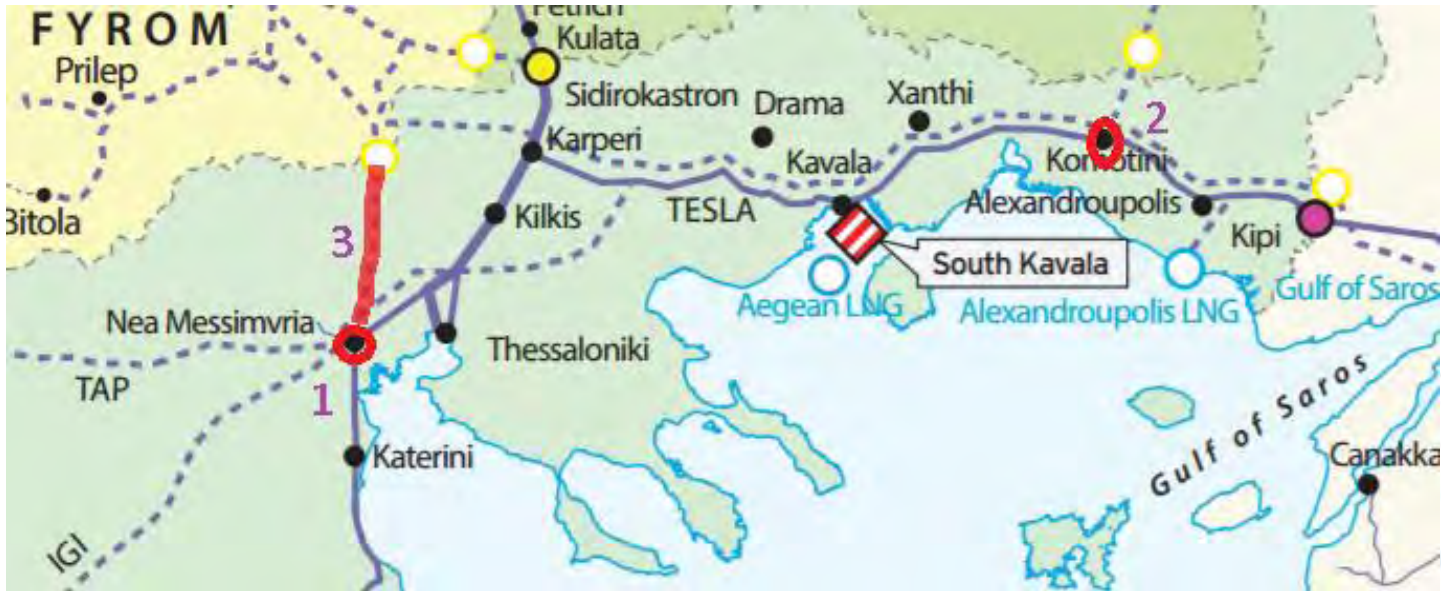 FYROM
Petrich
Kulata
Prilep
Sidirokastron
Drama
Xanthi
2
Karperi
Kavala
Komotini
Bitola
Kilkis
TESLA
Alexandroupolis
Kipi
3
South Kavala
Aegean LNG
Alexandroupolis LNG
Gulf of Saros
Nea Messimvria
Thessaloniki
TAP
1
Gulf of Saros
Katerini
Canakka
IGI